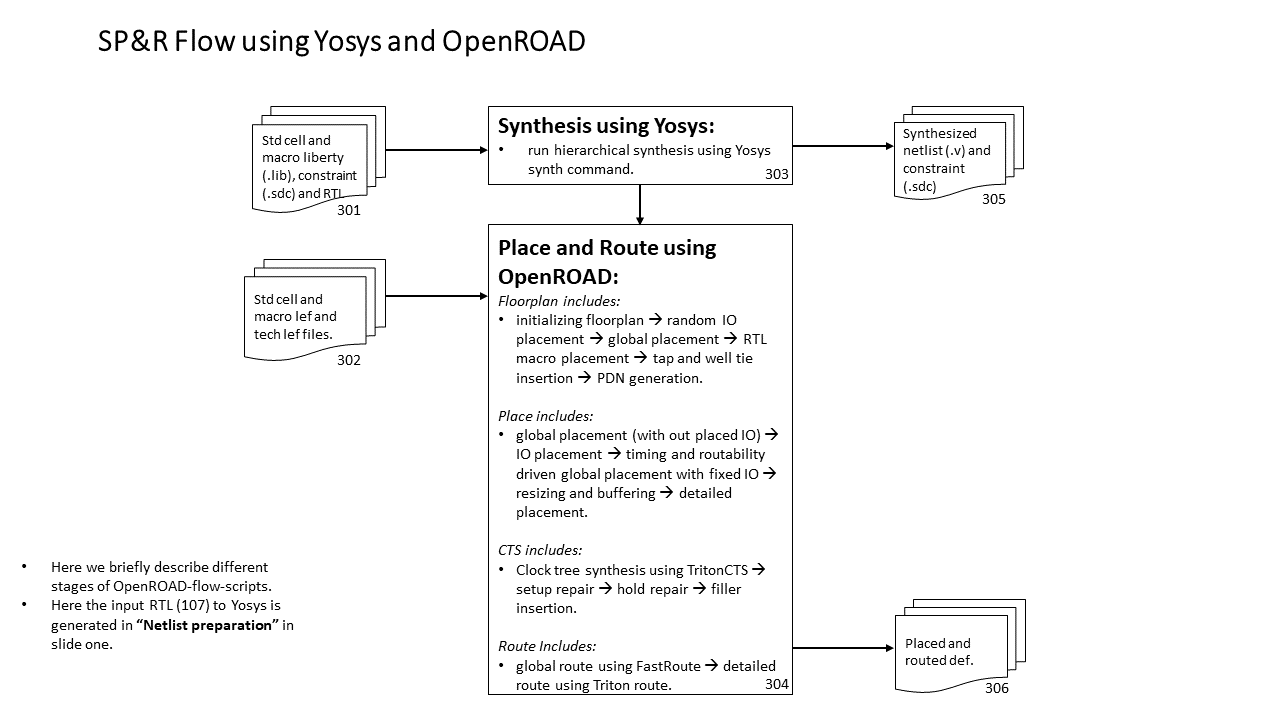 SP&R Flow using Yosys and OpenROAD
Std cell and
macro liberty
(.lib), constraint
(.sdc) and RTL
301
Synthesis using Yosys:
• run hierarchical synthesis using Yosys
synth command.
303
Synthesized
netlist (.v) and
constraint
(.sdc)
305
Std cell and
macro lef and
tech lef files.
302
Place and Route using
OpenROAD:
Floorplan includes:
• initializing floorplan → random IO
placement → global placement → RTL
macro placement → tap and well tie
insertion → PDN generation.
Place includes:
• global placement (with out placed IO) →
IO placement → timing and routability
driven global placement with fixed IO →
resizing and buffering → detailed
placement.
CTS includes:
• Clock tree synthesis using TritonCTS →
setup repair → hold repair → filler
insertion.
Route Includes:
• global route using FastRoute → detailed
route using Triton route.
304
• Here we briefly describe different
stages of OpenROAD-flow-scripts.
• Here the input RTL (107) to Yosys is
generated in “Netlist preparation” in
slide one.
Placed and
routed def.
306